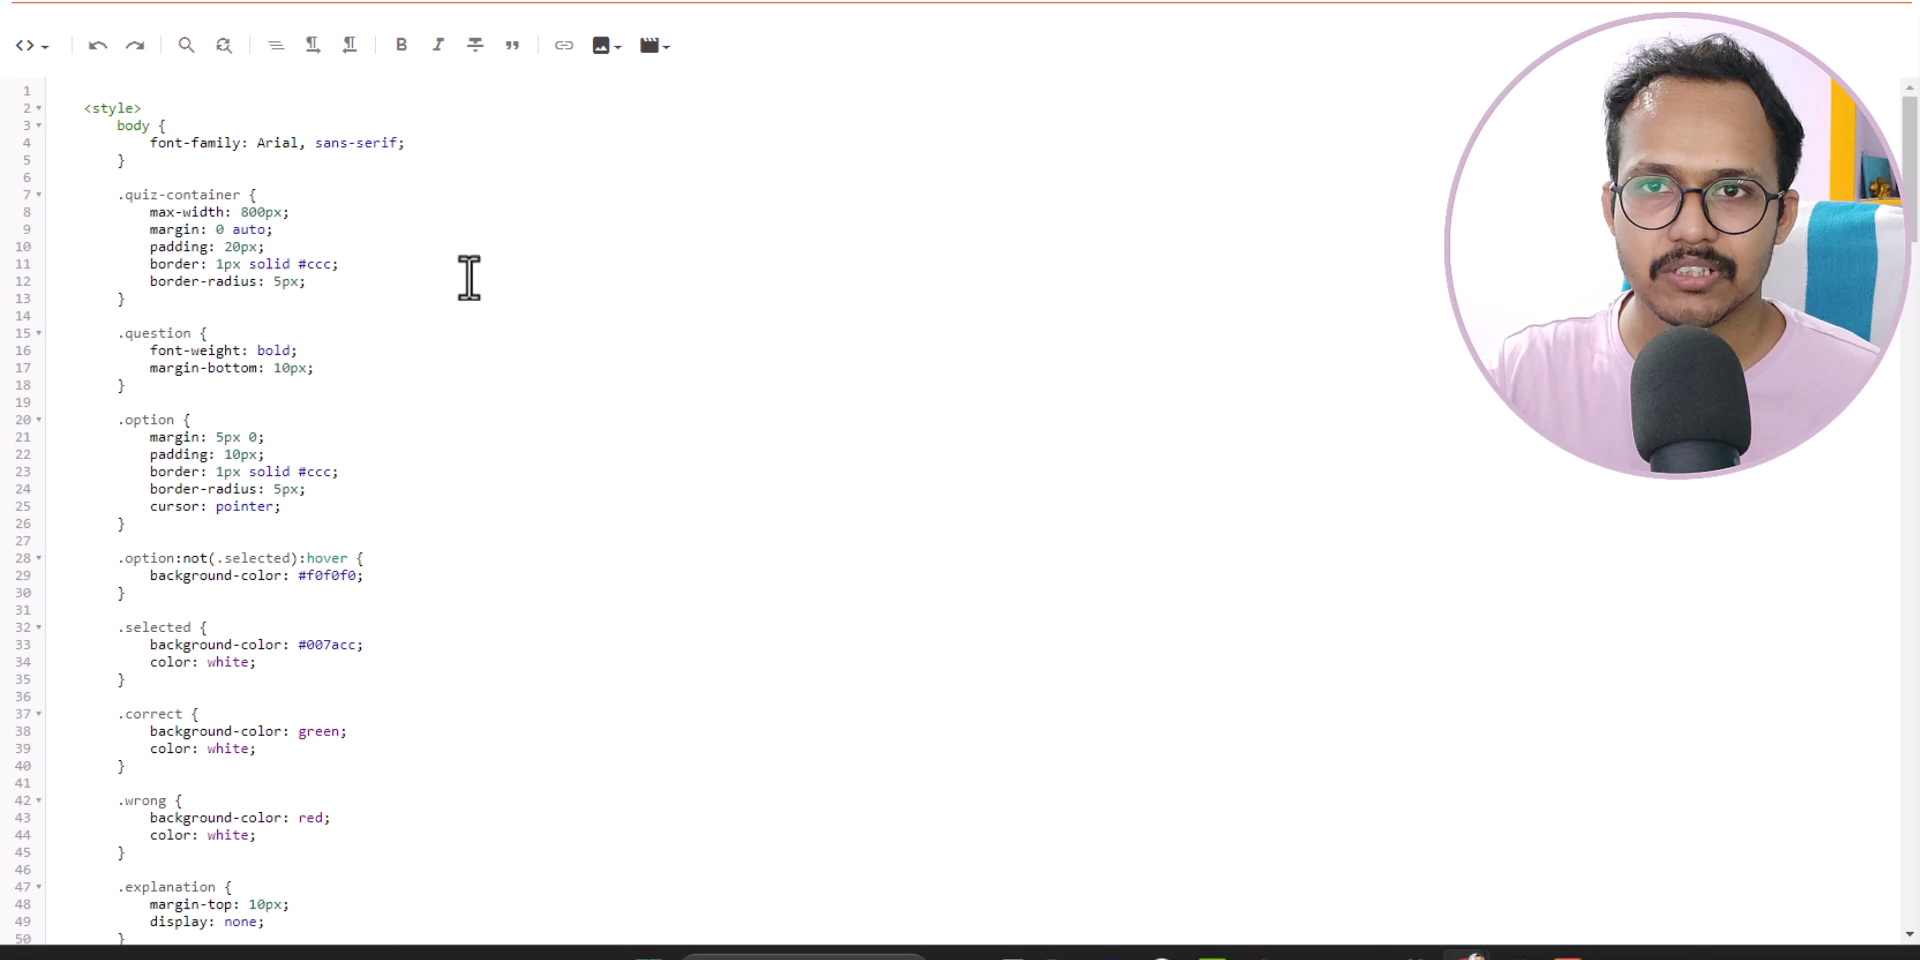 1
2 <style>
3 body {
4 font-family: Arial, sans-serif;
5 }
6
7 .quiz-container {
8 max-width: 800px;
9 margin: 0 auto;
10 padding: 20px;
11 border: 1px solid #ccc;
12 border-radius: 5px;
13 }
14
15 .question {
16 font-weight: bold;
17 margin-bottom: 10px;
18 }
19
20 .option {
21 margin: 5px 0;
22 padding: 10px;
23 border: 1px solid #ccc;
24 border-radius: 5px;
25 cursor: pointer;
26 }
27
28 .option:not(.selected):hover {
29 background-color: #f0f0f0;
30 }
31
32 .selected {
33 background-color: #007acc;
34 color: white;
35 }
36
37 .correct {
38 background-color: green;
39 color: white;
40 }
41
42 .wrong {
43 background-color: red;
44 color: white;
45 }
46
47 .explanation {
48 margin-top: 10px;
49 display: none;
50 }